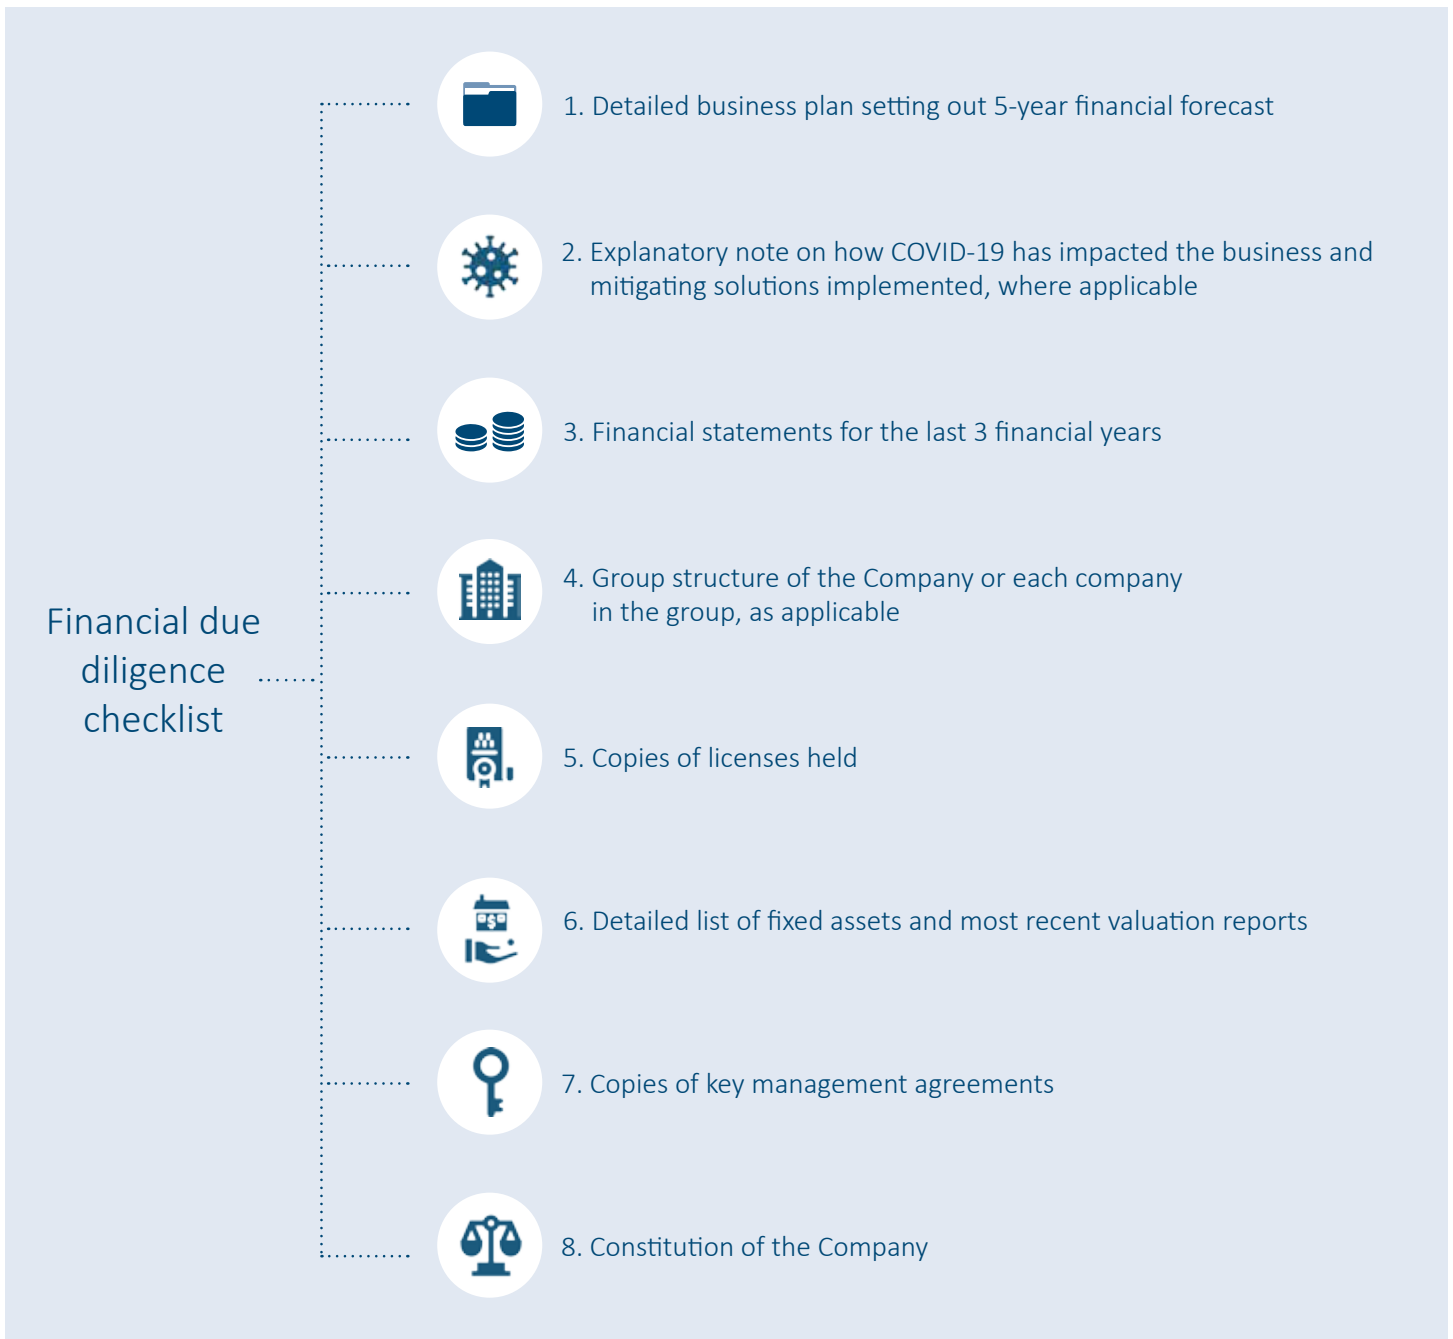 1. Detailed business plan setting out 5-year financial forecast
2. Explanatory note on how COVID-19 has impacted the business and
mitigating solutions implemented, where applicable
3. Financial statements for the last 3 financial years
4. Group structure of the Company or each company
in the group, as applicable
Financial due
diligence
checklist
5. Copies of licenses held
6. Detailed list of fixed assets and most recent valuation reports
7. Copies of key management agreements
8. Constitution of the Company